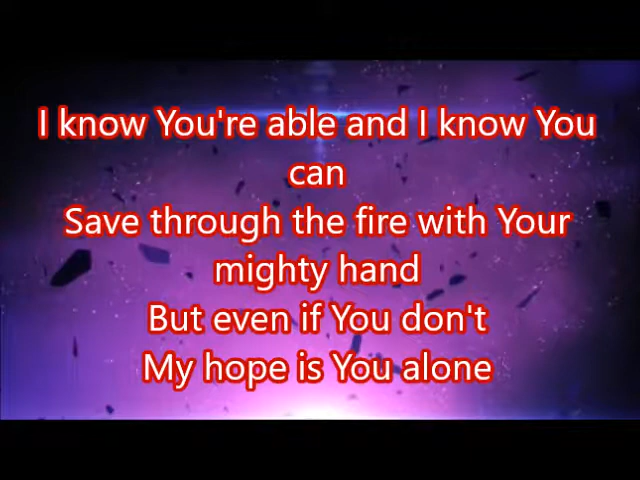 I know You're able and I know You
can
Save through the fire with Your
mighty hand
But even if You don't
My hope is You alone